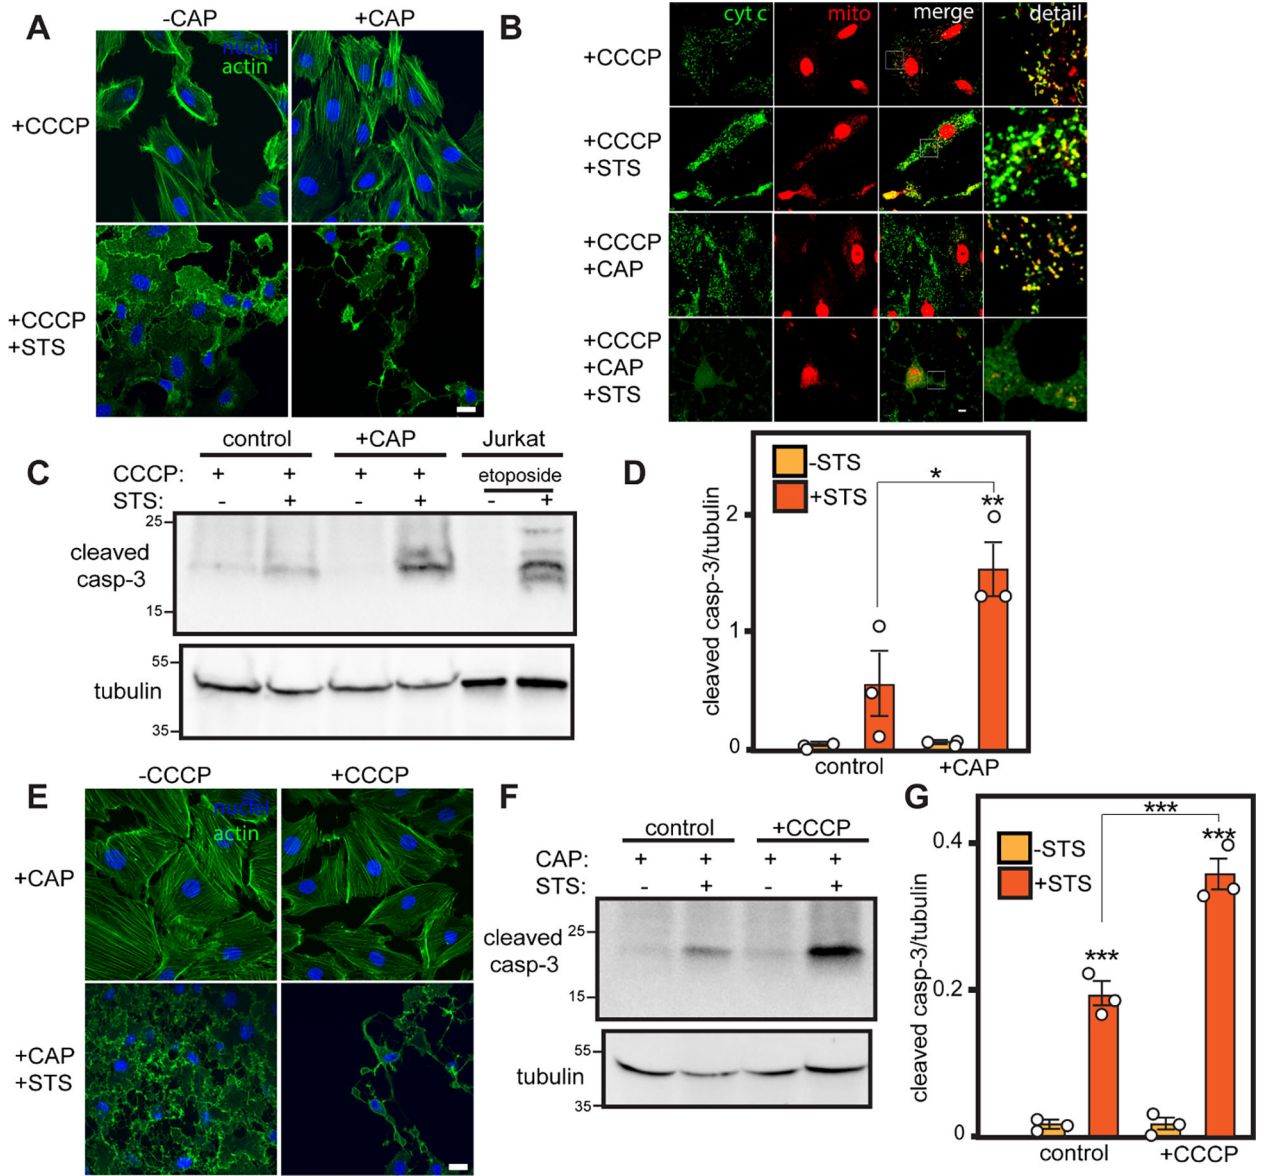 A
-CAP
+CAP
nuclei
actin
+CCCP
+CCCP
+STS
B
cyt c
mito
merge
detail
+CCCP
+CCCP
+STS
+CCCP
+CAP
+CCCP
+CAP
+STS
C
control
+CAP
Jurkat
CCCP:
+
+
+
+
etoposide
STS:
-
+
-
+
-
+
25
cleaved
casp-3
15
55
tubulin
35
D
-STS
+STS
*
**
2
1
0
cleaved casp-3/tubulin
control
+CAP
E
-CCCP
+CCCP
nuclei
actin
+CAP
+CAP
+STS
F
control
+CCCP
CAP:
+
+
+
+
STS:
-
+
-
+
25
cleaved
casp-3
15
55
tubulin
35
G
***
***
-STS
+STS
***
0.4
0.2
0
cleaved casp-3/tubulin
control
+CCCP